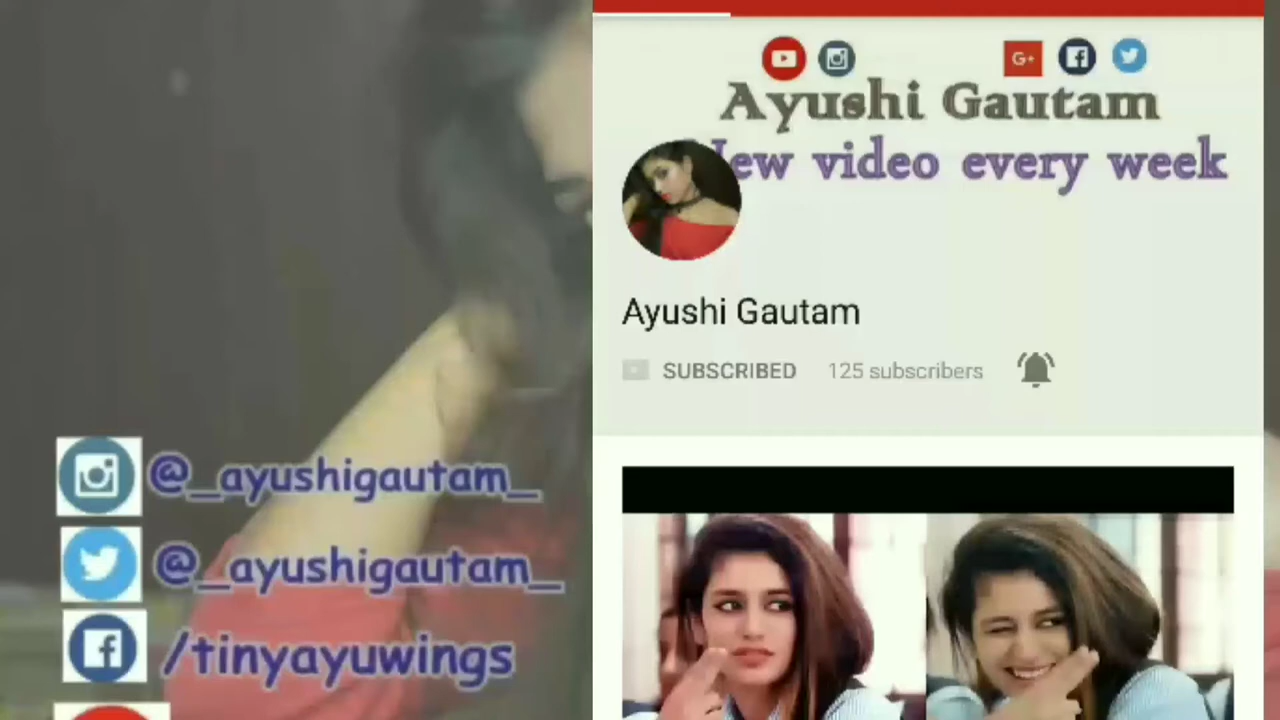 @_ayushigautam_
@_ayushigautam_
/tinyayuwings
G+
Ayushi Gautam
New video every week
Ayushi Gautam
SUBSCRIBED 125 subscribers